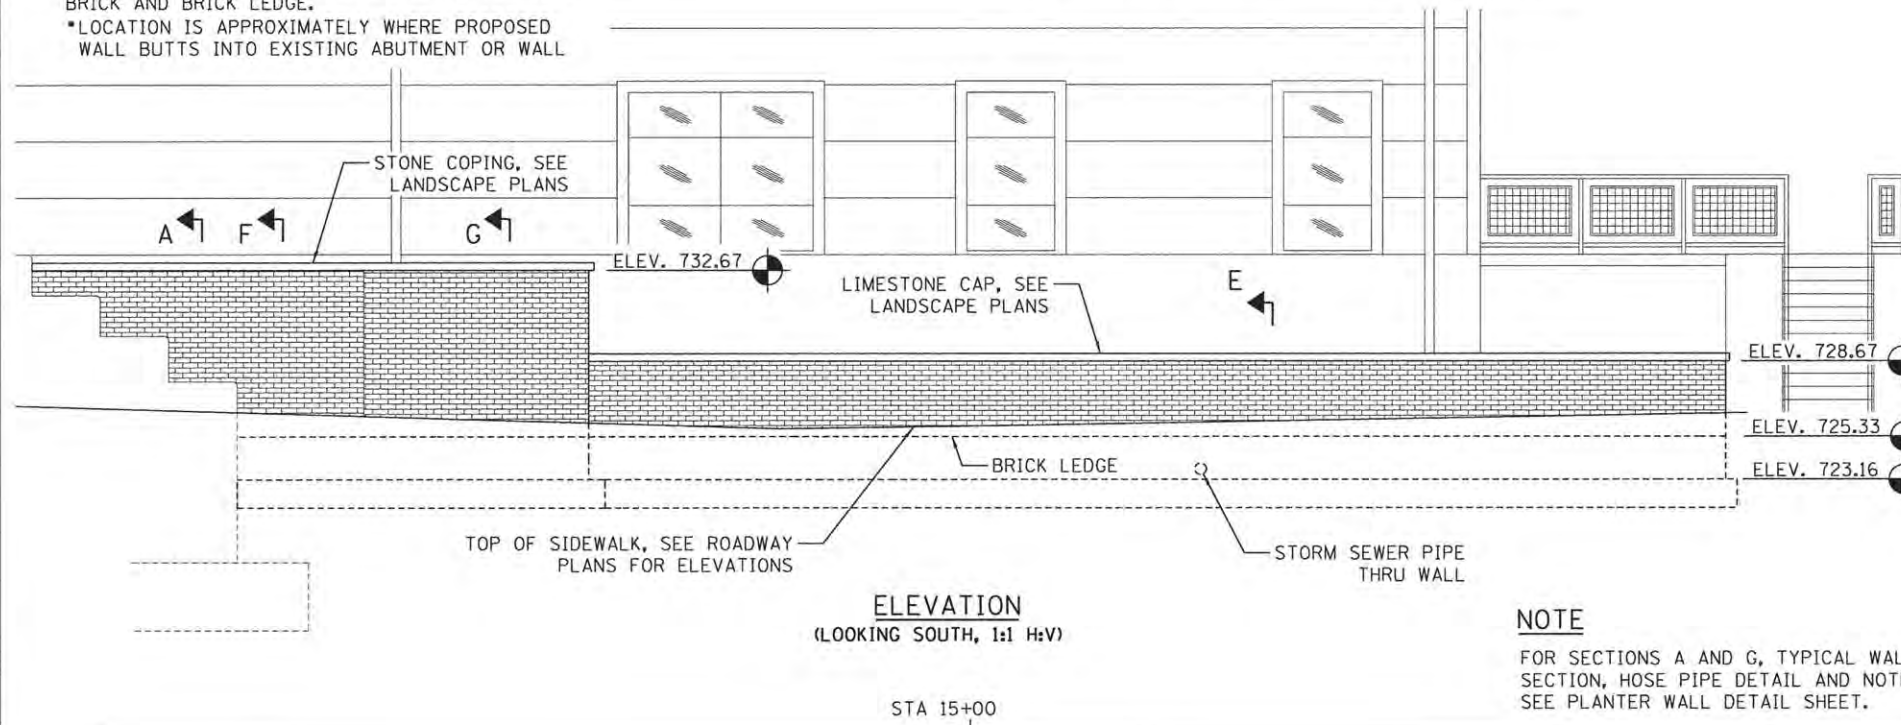 BRICK AND BRICK LEDGE.
*LOCATION IS APPROXIMATELY WHERE PROPOSED
WALL BUTTS INTO EXISTING ABUTMENT OR WALL
STONE COPING, SEE
LANDSCAPE PLANS
A
F
G
ELEV. 732.67
LIMESTONE CAP, SEE
LANDSCAPE PLANS
E
ELEV. 728.67
ELEV. 725.33
BRICK LEDGE
ELEV. 723.16
TOP OF SIDEWALK, SEE ROADWAY
PLANS FOR ELEVATIONS
STORM SEWER PIPE
THRU WALL
ELEVATION
(LOOKING SOUTH, 1:1 H:V)
NOTE
FOR SECTIONS A AND G, TYPICAL WAL
SECTION, HOSE PIPE DETAIL AND NOT
SEE PLANTER WALL DETAIL SHEET.
STA 15+00